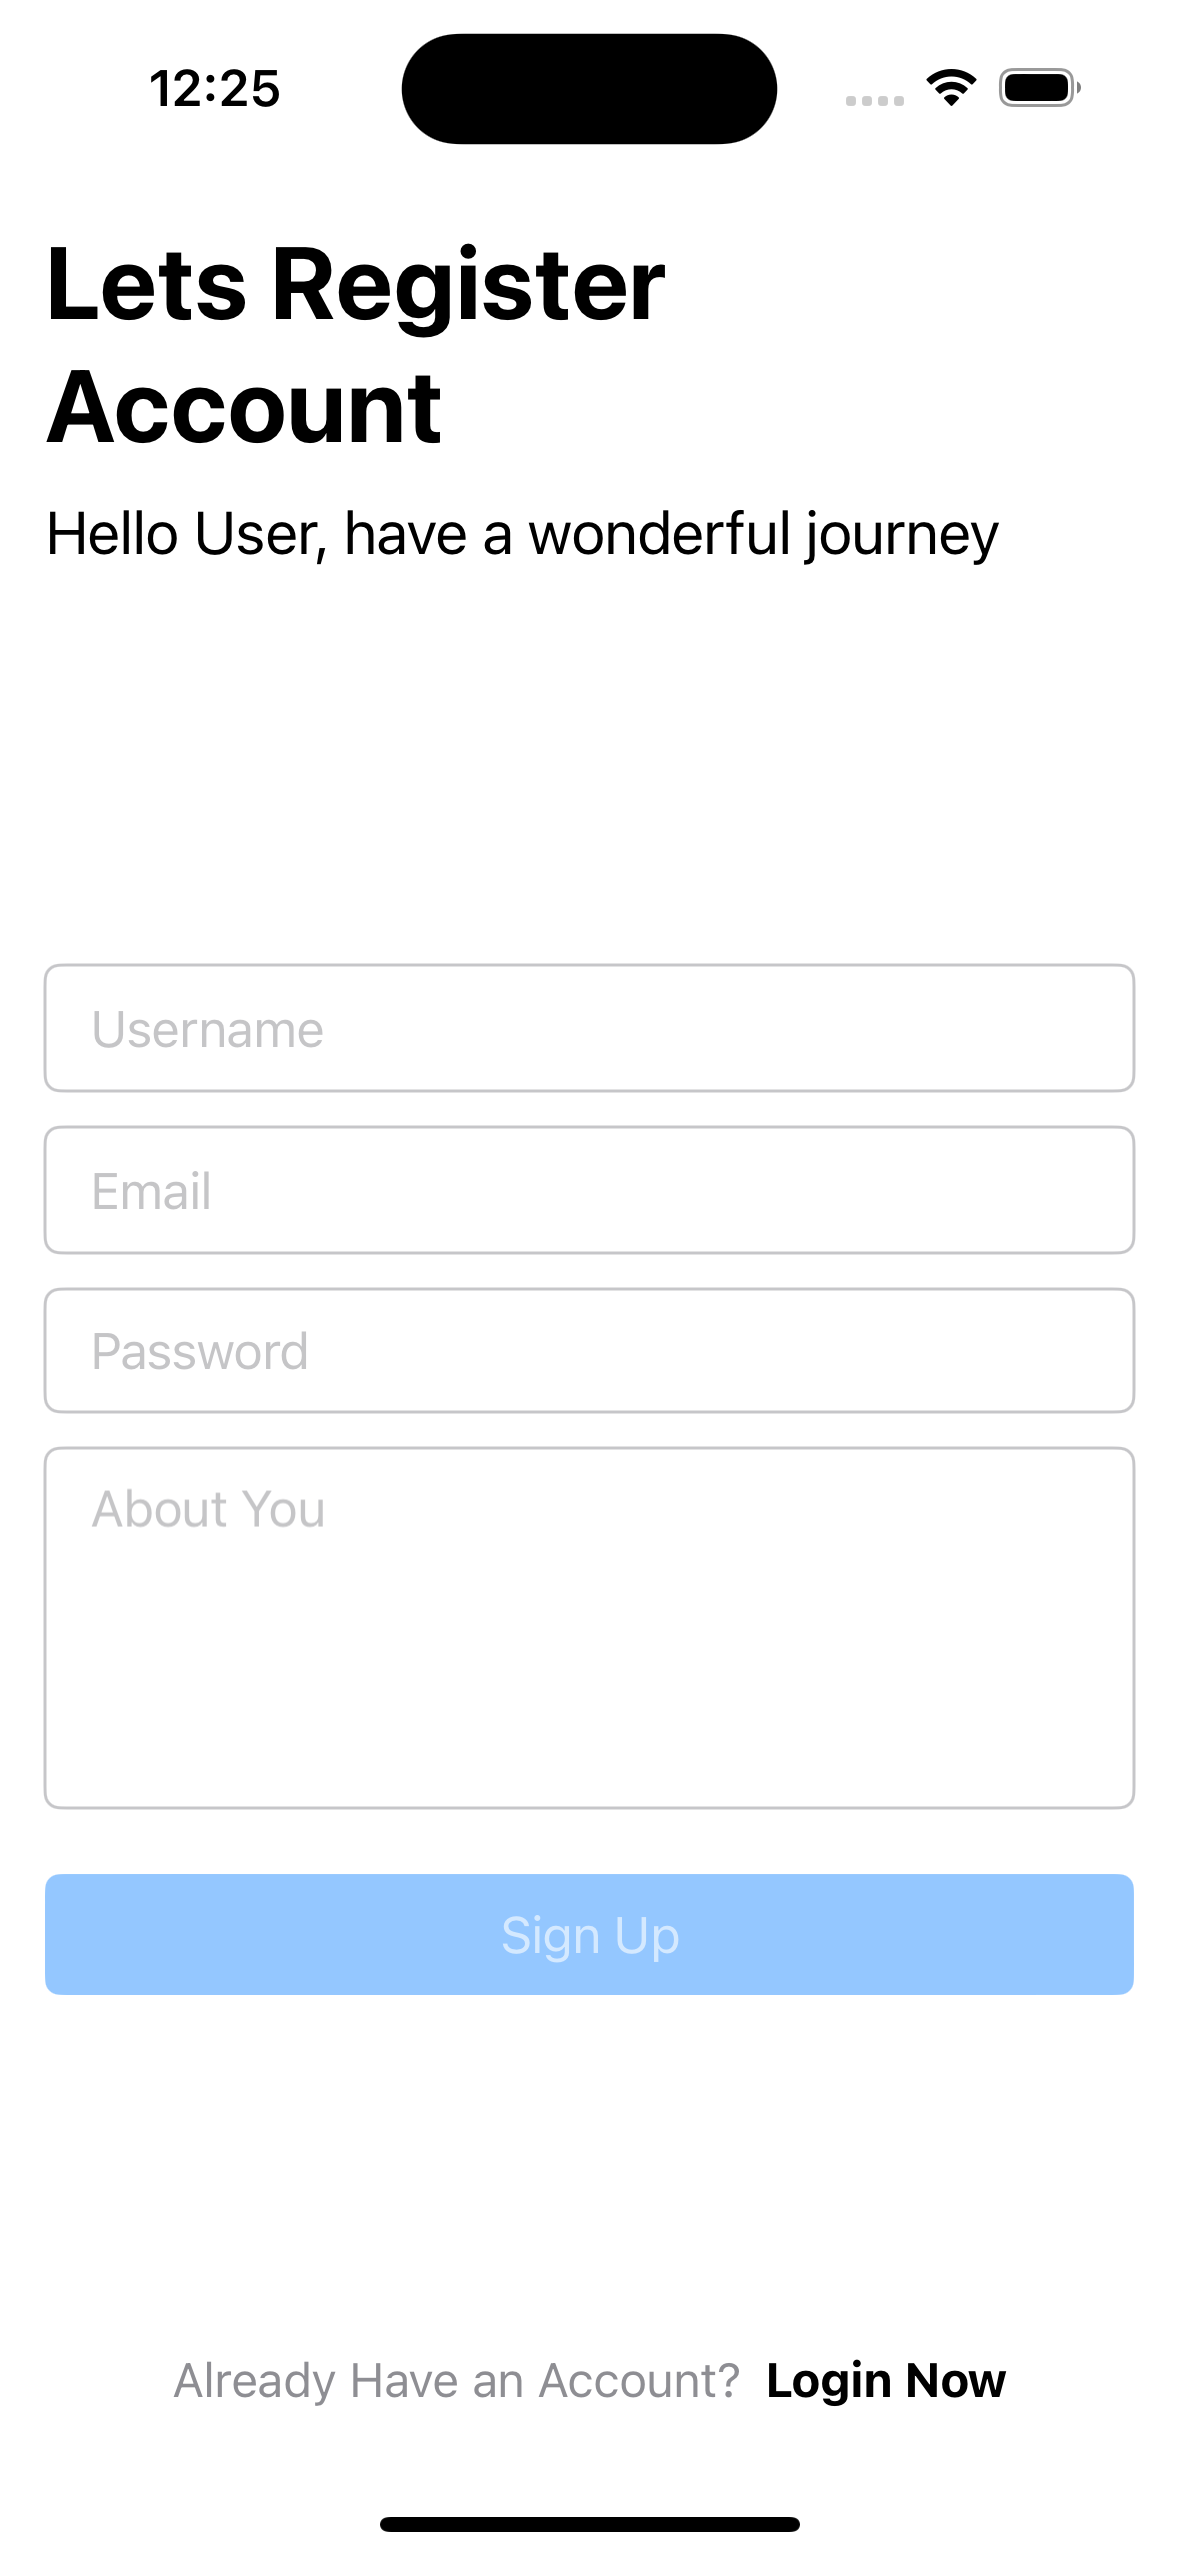 12:25
Lets Register
Account
Hello User, have a wonderful journey
Username
Email
Password
About You
Sign Up
Already Have an Account? Login Now